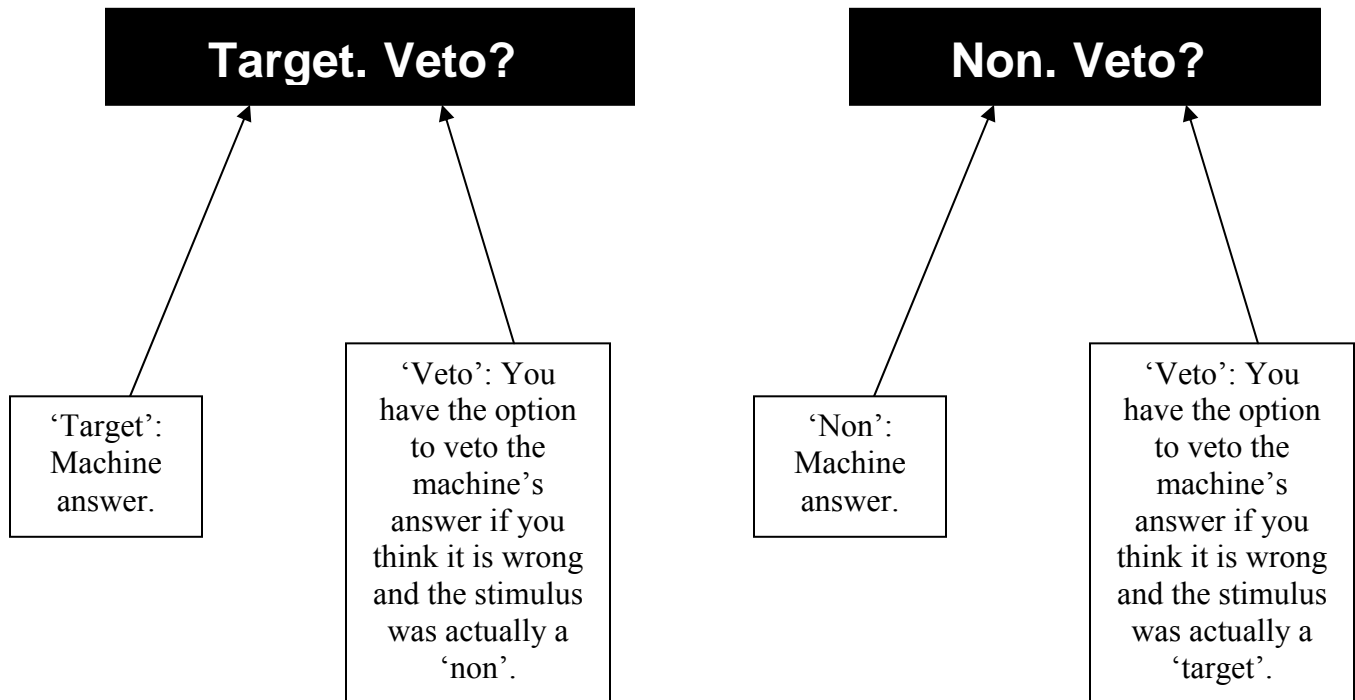 Target. Veto?
Non. Veto?
‘Target’:
Machine
answer.
‘Veto’: You
have the option
to veto the
machine’s
answer if you
think it is wrong
and the stimulus
was actually a
‘non’.
‘Non’:
Machine
answer.
‘Veto’: You
have the option
to veto the
machine’s
answer if you
think it is wrong
and the stimulus
was actually a
‘target’.